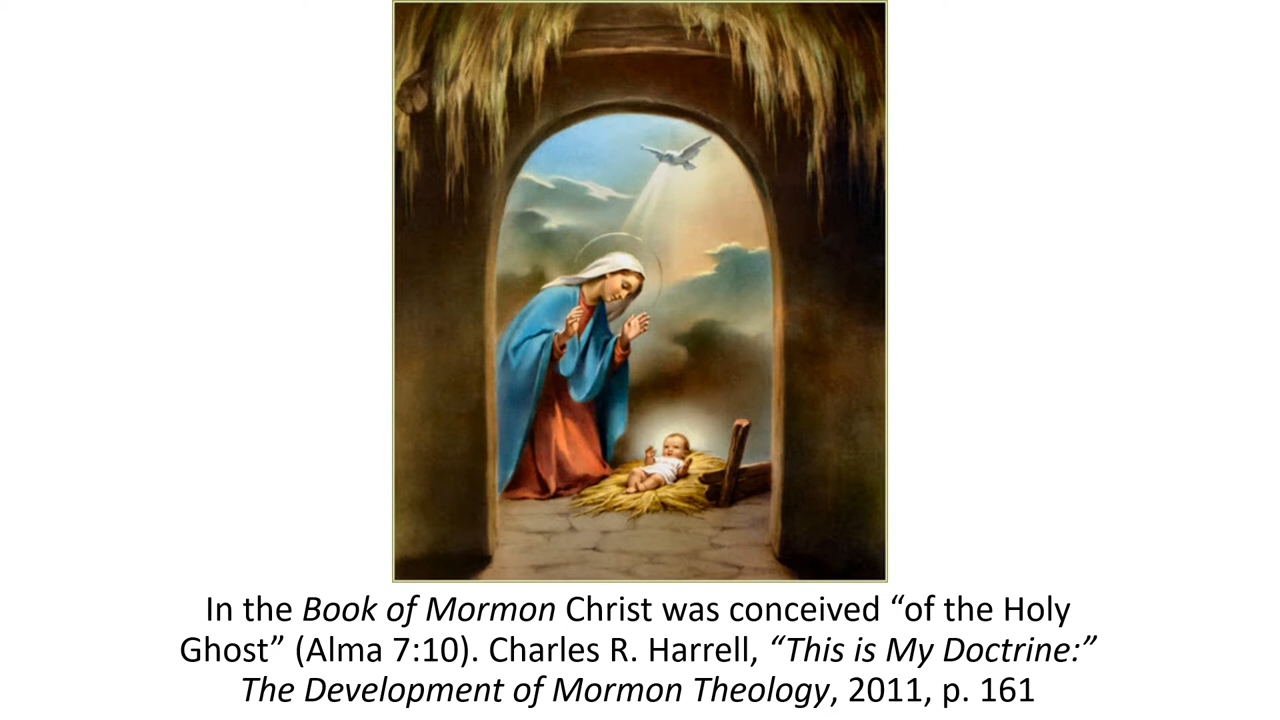 In the Book of Mormon Christ was conceived “of the Holy
Ghost” (Alma 7:10). Charles R. Harrell, “This is My Doctrine:”
The Development of Mormon Theology, 2011, p. 161